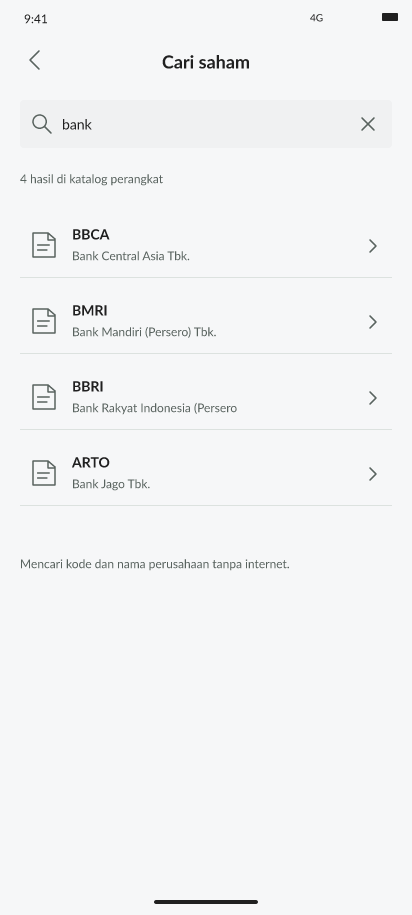 9:41
4G
Cari saham
bank
4 hasil di katalog perangkat
BBCA
Bank Central Asia Tbk.
BMRI
Bank Mandiri (Persero) Tbk.
BBRI
Bank Rakyat Indonesia (Persero
ARTO
Bank Jago Tbk.
Mencari kode dan nama perusahaan tanpa internet.